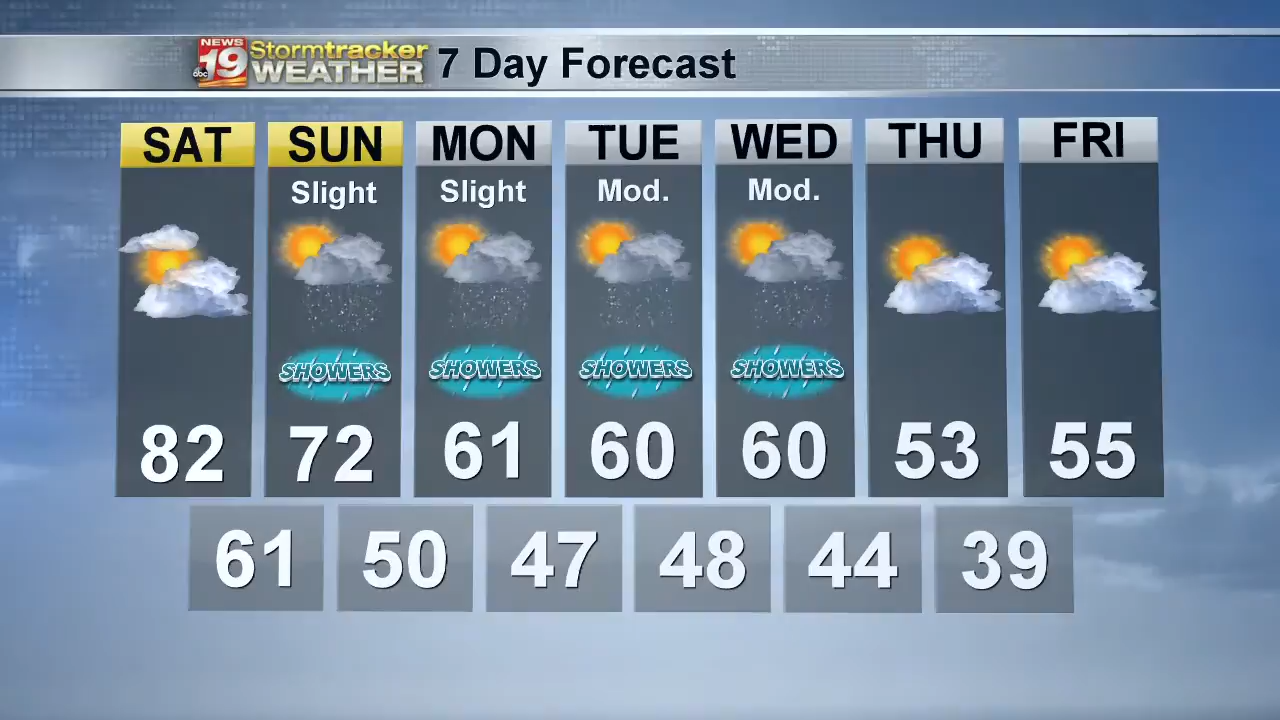 NEWS
abc 19
Stormtracker
WEATHER
7 Day Forecast
SAT SUN MON TUE WED THU FRI
Slight Slight Mod. Mod.
SHOWERS SHOWERS SHOWERS SHOWERS
82 72 61 60 60 53 55
61 50 47 48 44 39